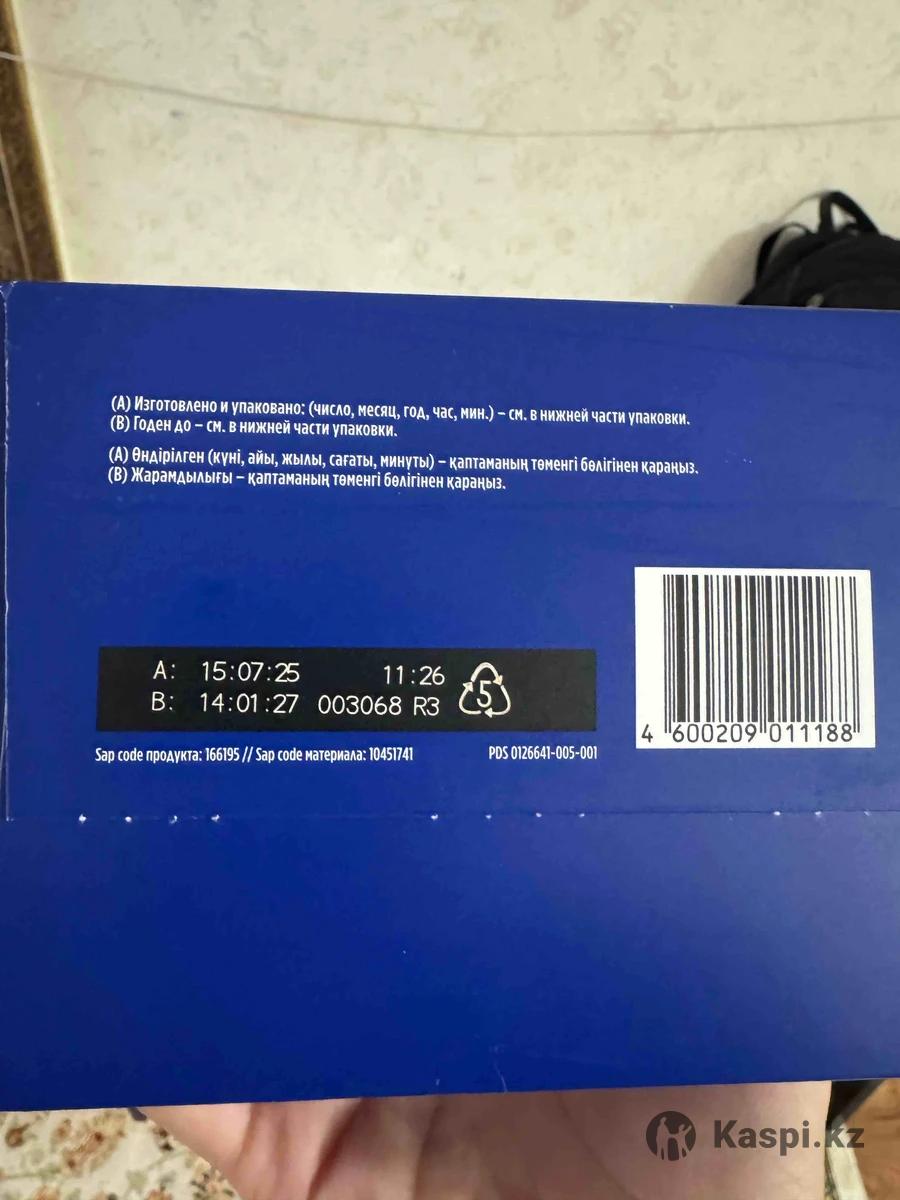 (А) Изготовлено и упаковано: (число, месяц, год, час, мин.) – см. в нижней части упаковки.
(В) Годен до – см. в нижней части упаковки.
(А) Өндірілген (күні, айы, жылы, сағаты, минуты) – қаптаманың төменгі бөлігінен қараңыз.
(В) Жарамдылығы – қаптаманың төменгі бөлігінен қараңыз.
A: 15:07:25 11:26
B: 14:01:27 003068 R3
5
Sap code продукта: 166195 // Sap code материала: 10451741 PDS 0126641-005-001
4 600209 011188
Kaspi.kz